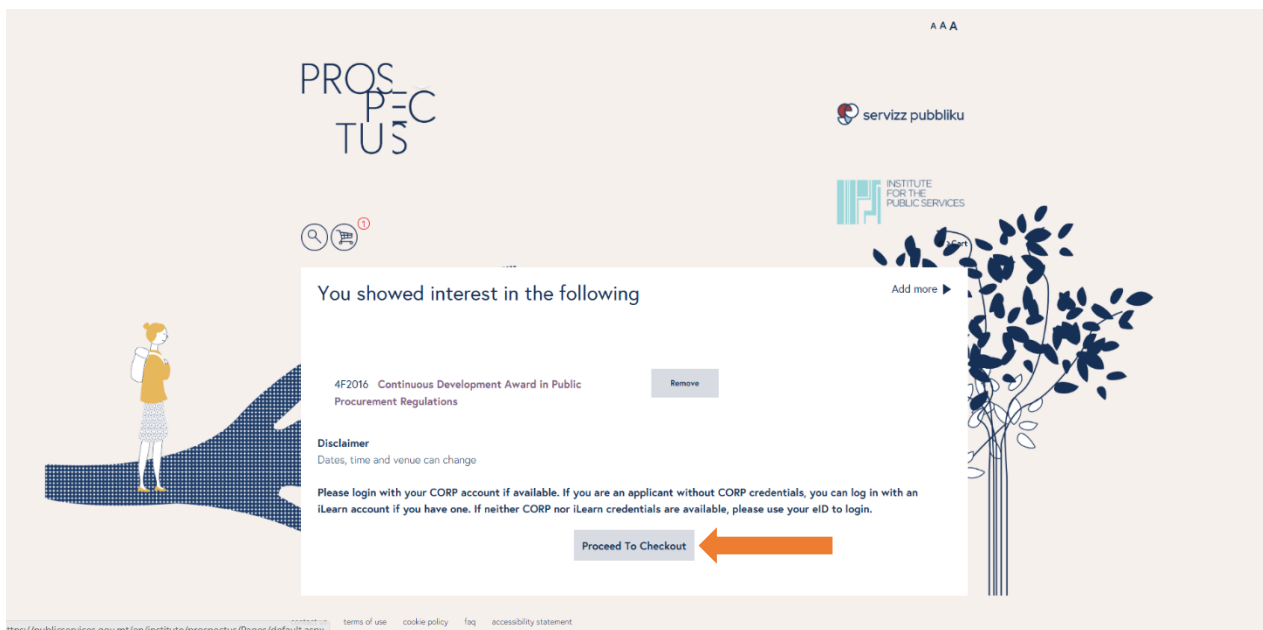 A A A
PROS
PEC
TUS
servizz pubbliku
INSTITUTE
FOR THE
PUBLIC SERVICES
1
Cart
You showed interest in the following
Add more
4F2016 Continuous Development Award in Public
Procurement Regulations
Remove
Disclaimer
Dates, time and venue can change
Please login with your CORP account if available. If you are an applicant without CORP credentials, you can log in with an
iLearn account if you have one. If neither CORP nor iLearn credentials are available, please use your eID to login.
Proceed To Checkout
terms of use cookie policy faq accessibility statement